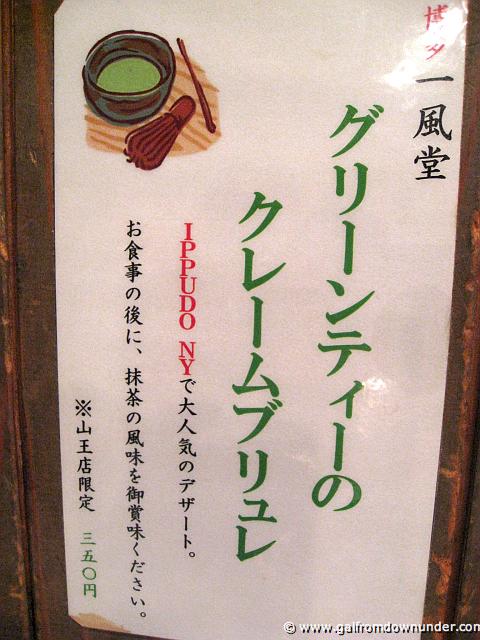 博多 一風堂
グリーンティーの
クレームブリュレ
IPPUDO NYで大人気のデザート。
お食事の後に、抹茶の風味を御賞味ください。
※山王店限定 三五〇円
© www.galfromdownunder.com